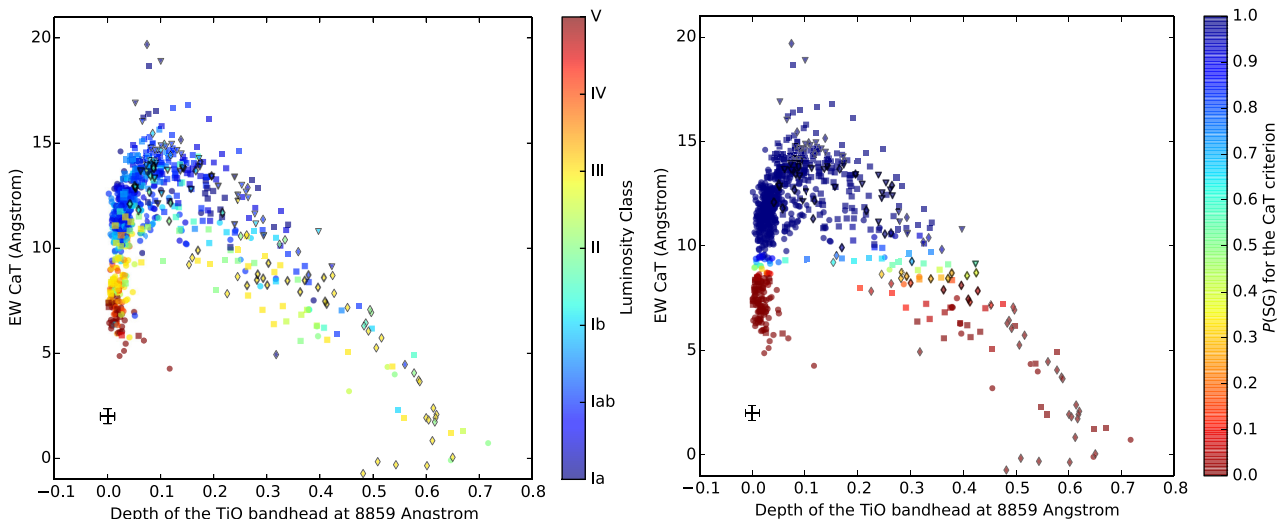 20
15
10
5
0
EW CaT (Angstrom)
−0.1 0.0 0.1 0.2 0.3 0.4 0.5 0.6 0.7 0.8
Depth of the TiO bandhead at 8859 Angstrom
V
IV
III
II
Ib
Iab
Ia
Luminosity Class
20
15
10
5
0
EW CaT (Angstrom)
−0.1 0.0 0.1 0.2 0.3 0.4 0.5 0.6 0.7 0.8
Depth of the TiO bandhead at 8859 Angstrom
1.0
0.9
0.8
0.7
0.6
0.5
0.4
0.3
0.2
0.1
0.0
P(SG) for the CaT criterion